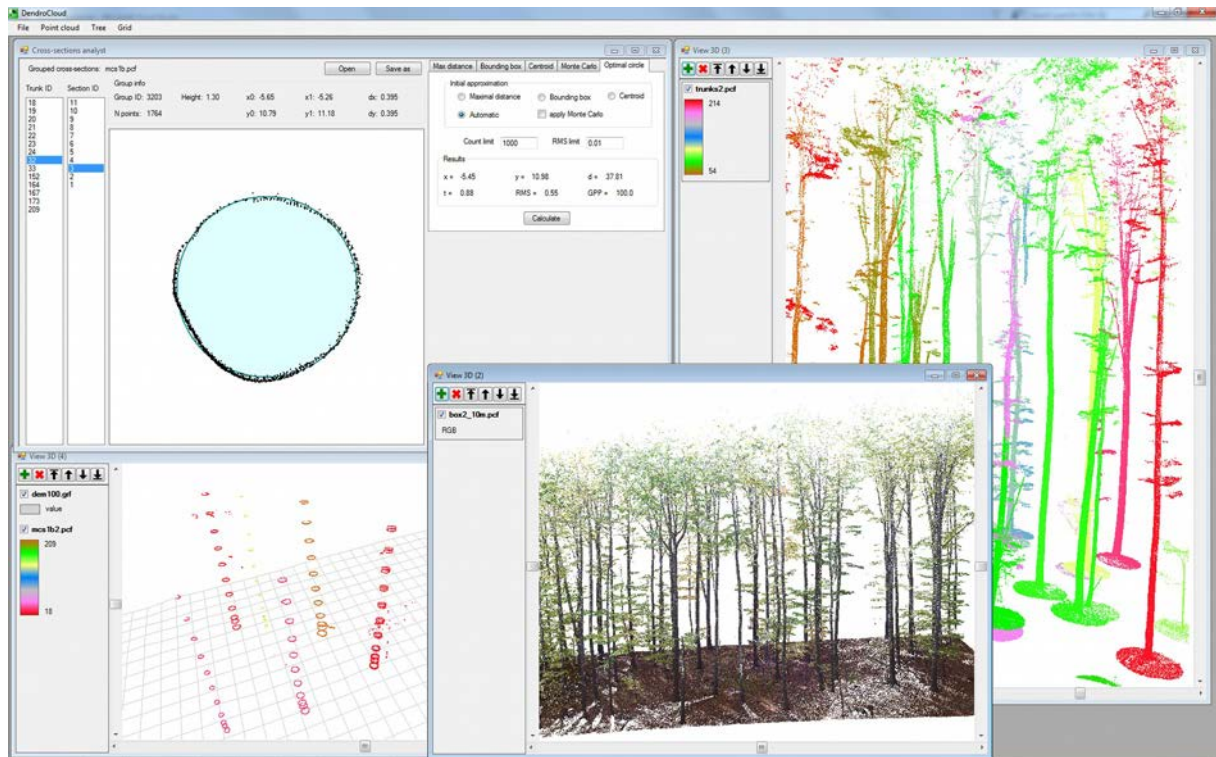 DendroCloud
File Point cloud Tree Grid
Cross-sections analyst
Grouped cross-sections: mcs1b.pcf Open Save as
Trunk ID Section ID
18 11
19 10
20 9
21 8
22 7
23 6
24 5
32 4
33 3
152 2
164 1
167
173
209
Group info
Group ID: 3203 Height: 1.30 x0: -5.65 x1: -5.26 dx: 0.395
N points: 1764 y0: 10.79 y1: 11.18 dy: 0.395
Max distance Bounding box Centroid Monte Carlo Optimal circle
Initial approximation
Maximal distance Bounding box Centroid
Automatic apply Monte Carlo
Count limit 1000 RMS limit 0.01
Results
x = -5.45 y = 10.98 d = 37.81
t = 0.88 RMS = 0.55 GPP = 100.0
Calculate
View 3D (3)
trunks2.pcf
214
54
View 3D (4)
dem100.grf
value
mcs1b2.pcf
209
18
View 3D (2)
box2_10m.pcf
RGB